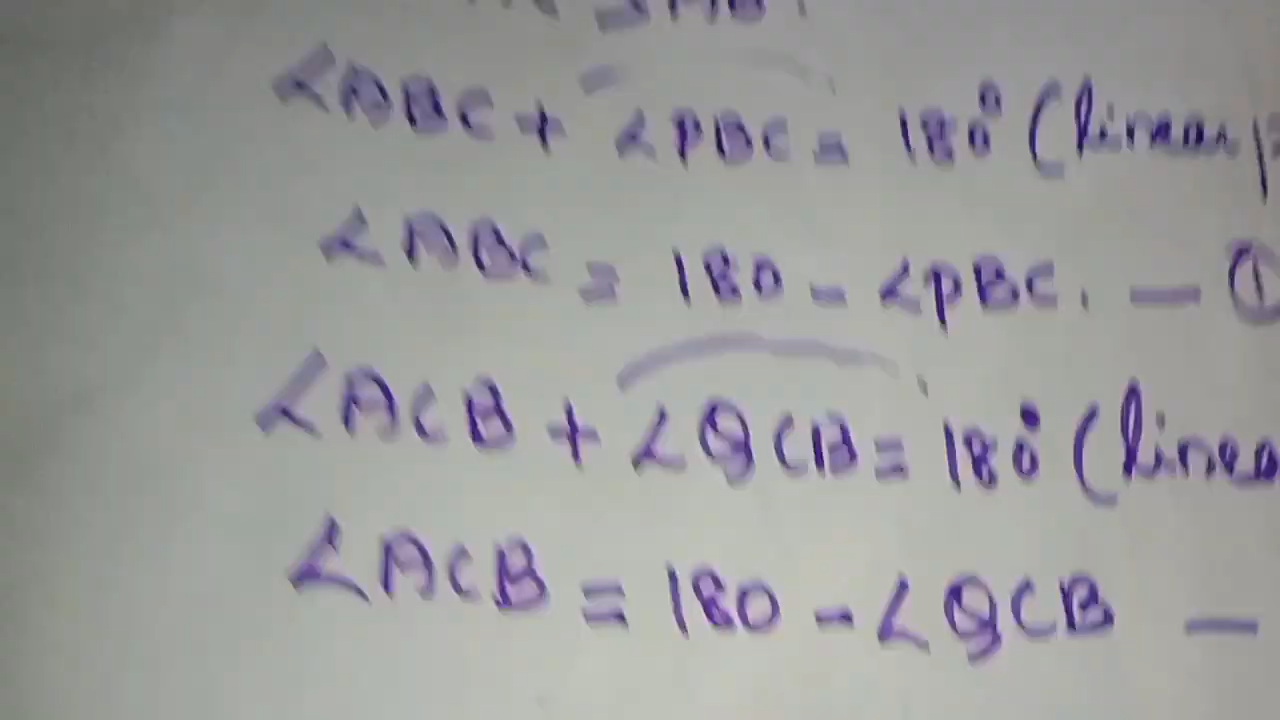 ∠ABC + ∠PBC = 180° (linear
∠ABC = 180 - ∠PBC. — ①
∠ACB + ∠QCB = 180° (linea
∠ACB = 180 - ∠QCB —